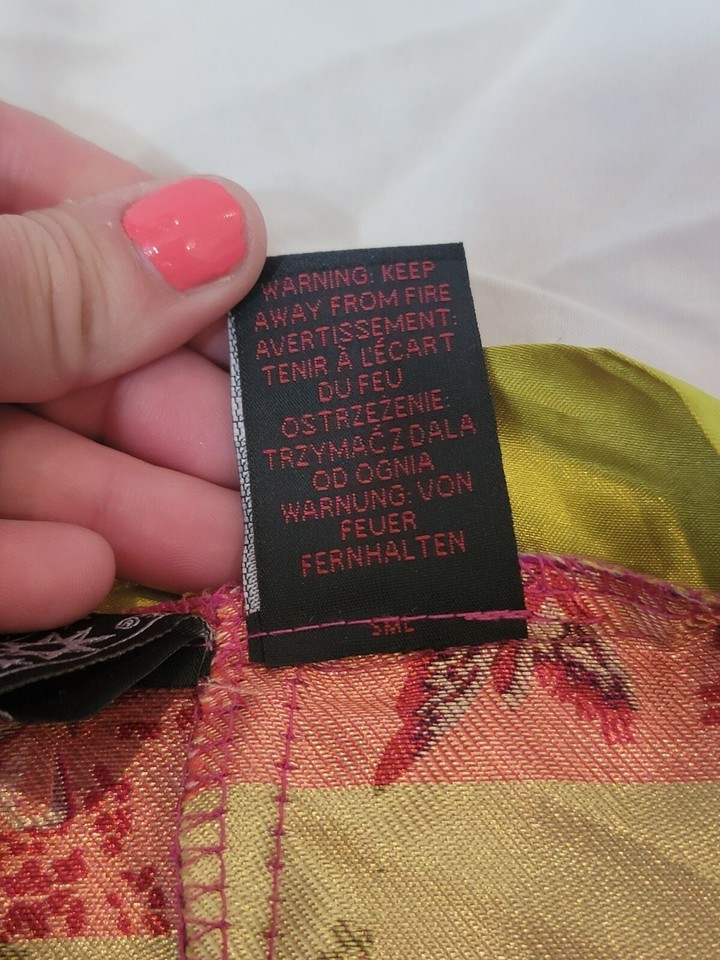 WARNING: KEEP
AWAY FROM FIRE
AVERTISSEMENT:
TENIR À L'ÉCART
DU FEU
OSTRZEŻENIE:
TRZYMAČ Z DALA
OD OGNIA
WARNUNG: VON
FEUER
FERNHALTEN
SML
®